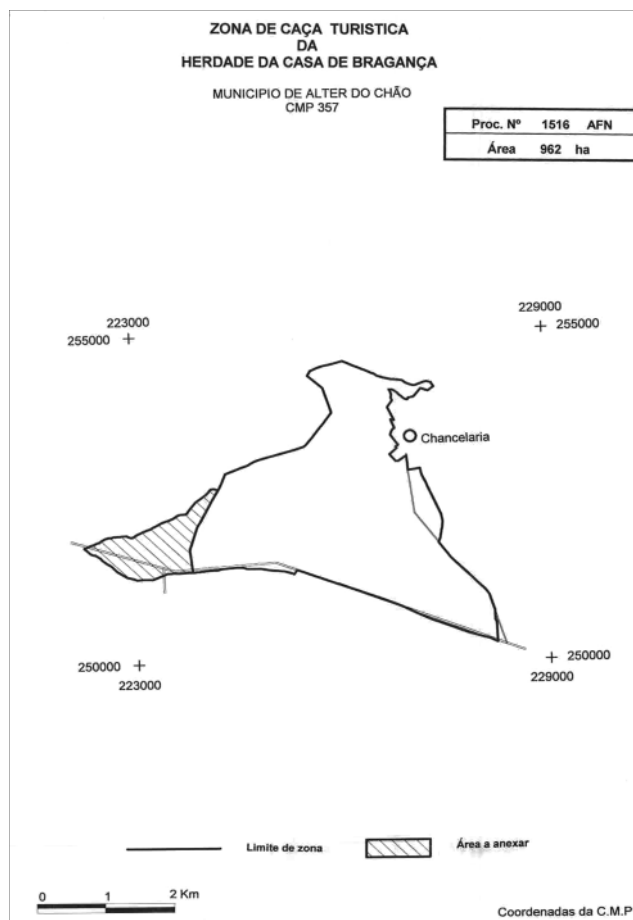 ZONA DE CAÇA TURISTICA
DA
HERDADE DA CASA DE BRAGANÇA
MUNICIPIO DE ALTER DO CHÃO
CMP 357
Proc. Nº 1516 AFN
Área 962 ha
223000
255000
229000
255000
Chancelaria
250000
223000
250000
229000
Limite de zona
Área a anexar
0 1 2 Km
Coordenadas da C.M.P